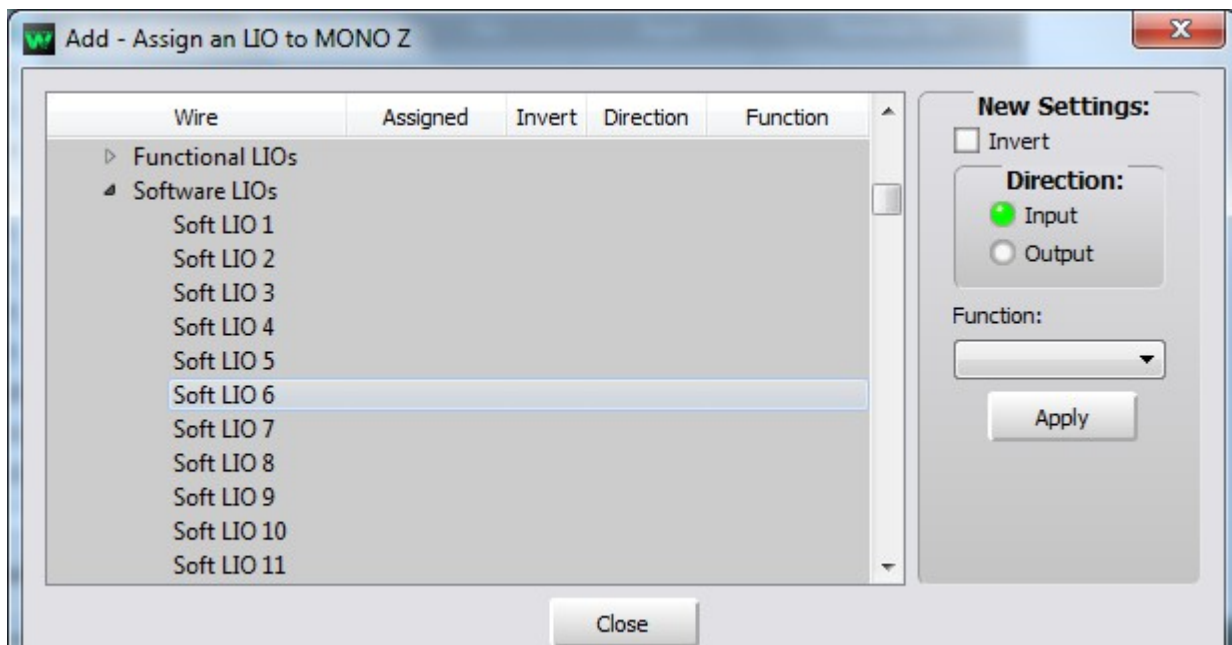 Add - Assign an LIO to MONO Z
Wire Assigned Invert Direction Function
Functional LIOs
Software LIOs
Soft LIO 1
Soft LIO 2
Soft LIO 3
Soft LIO 4
Soft LIO 5
Soft LIO 6
Soft LIO 7
Soft LIO 8
Soft LIO 9
Soft LIO 10
Soft LIO 11
New Settings:
Invert
Direction:
Input
Output
Function:
Apply
Close